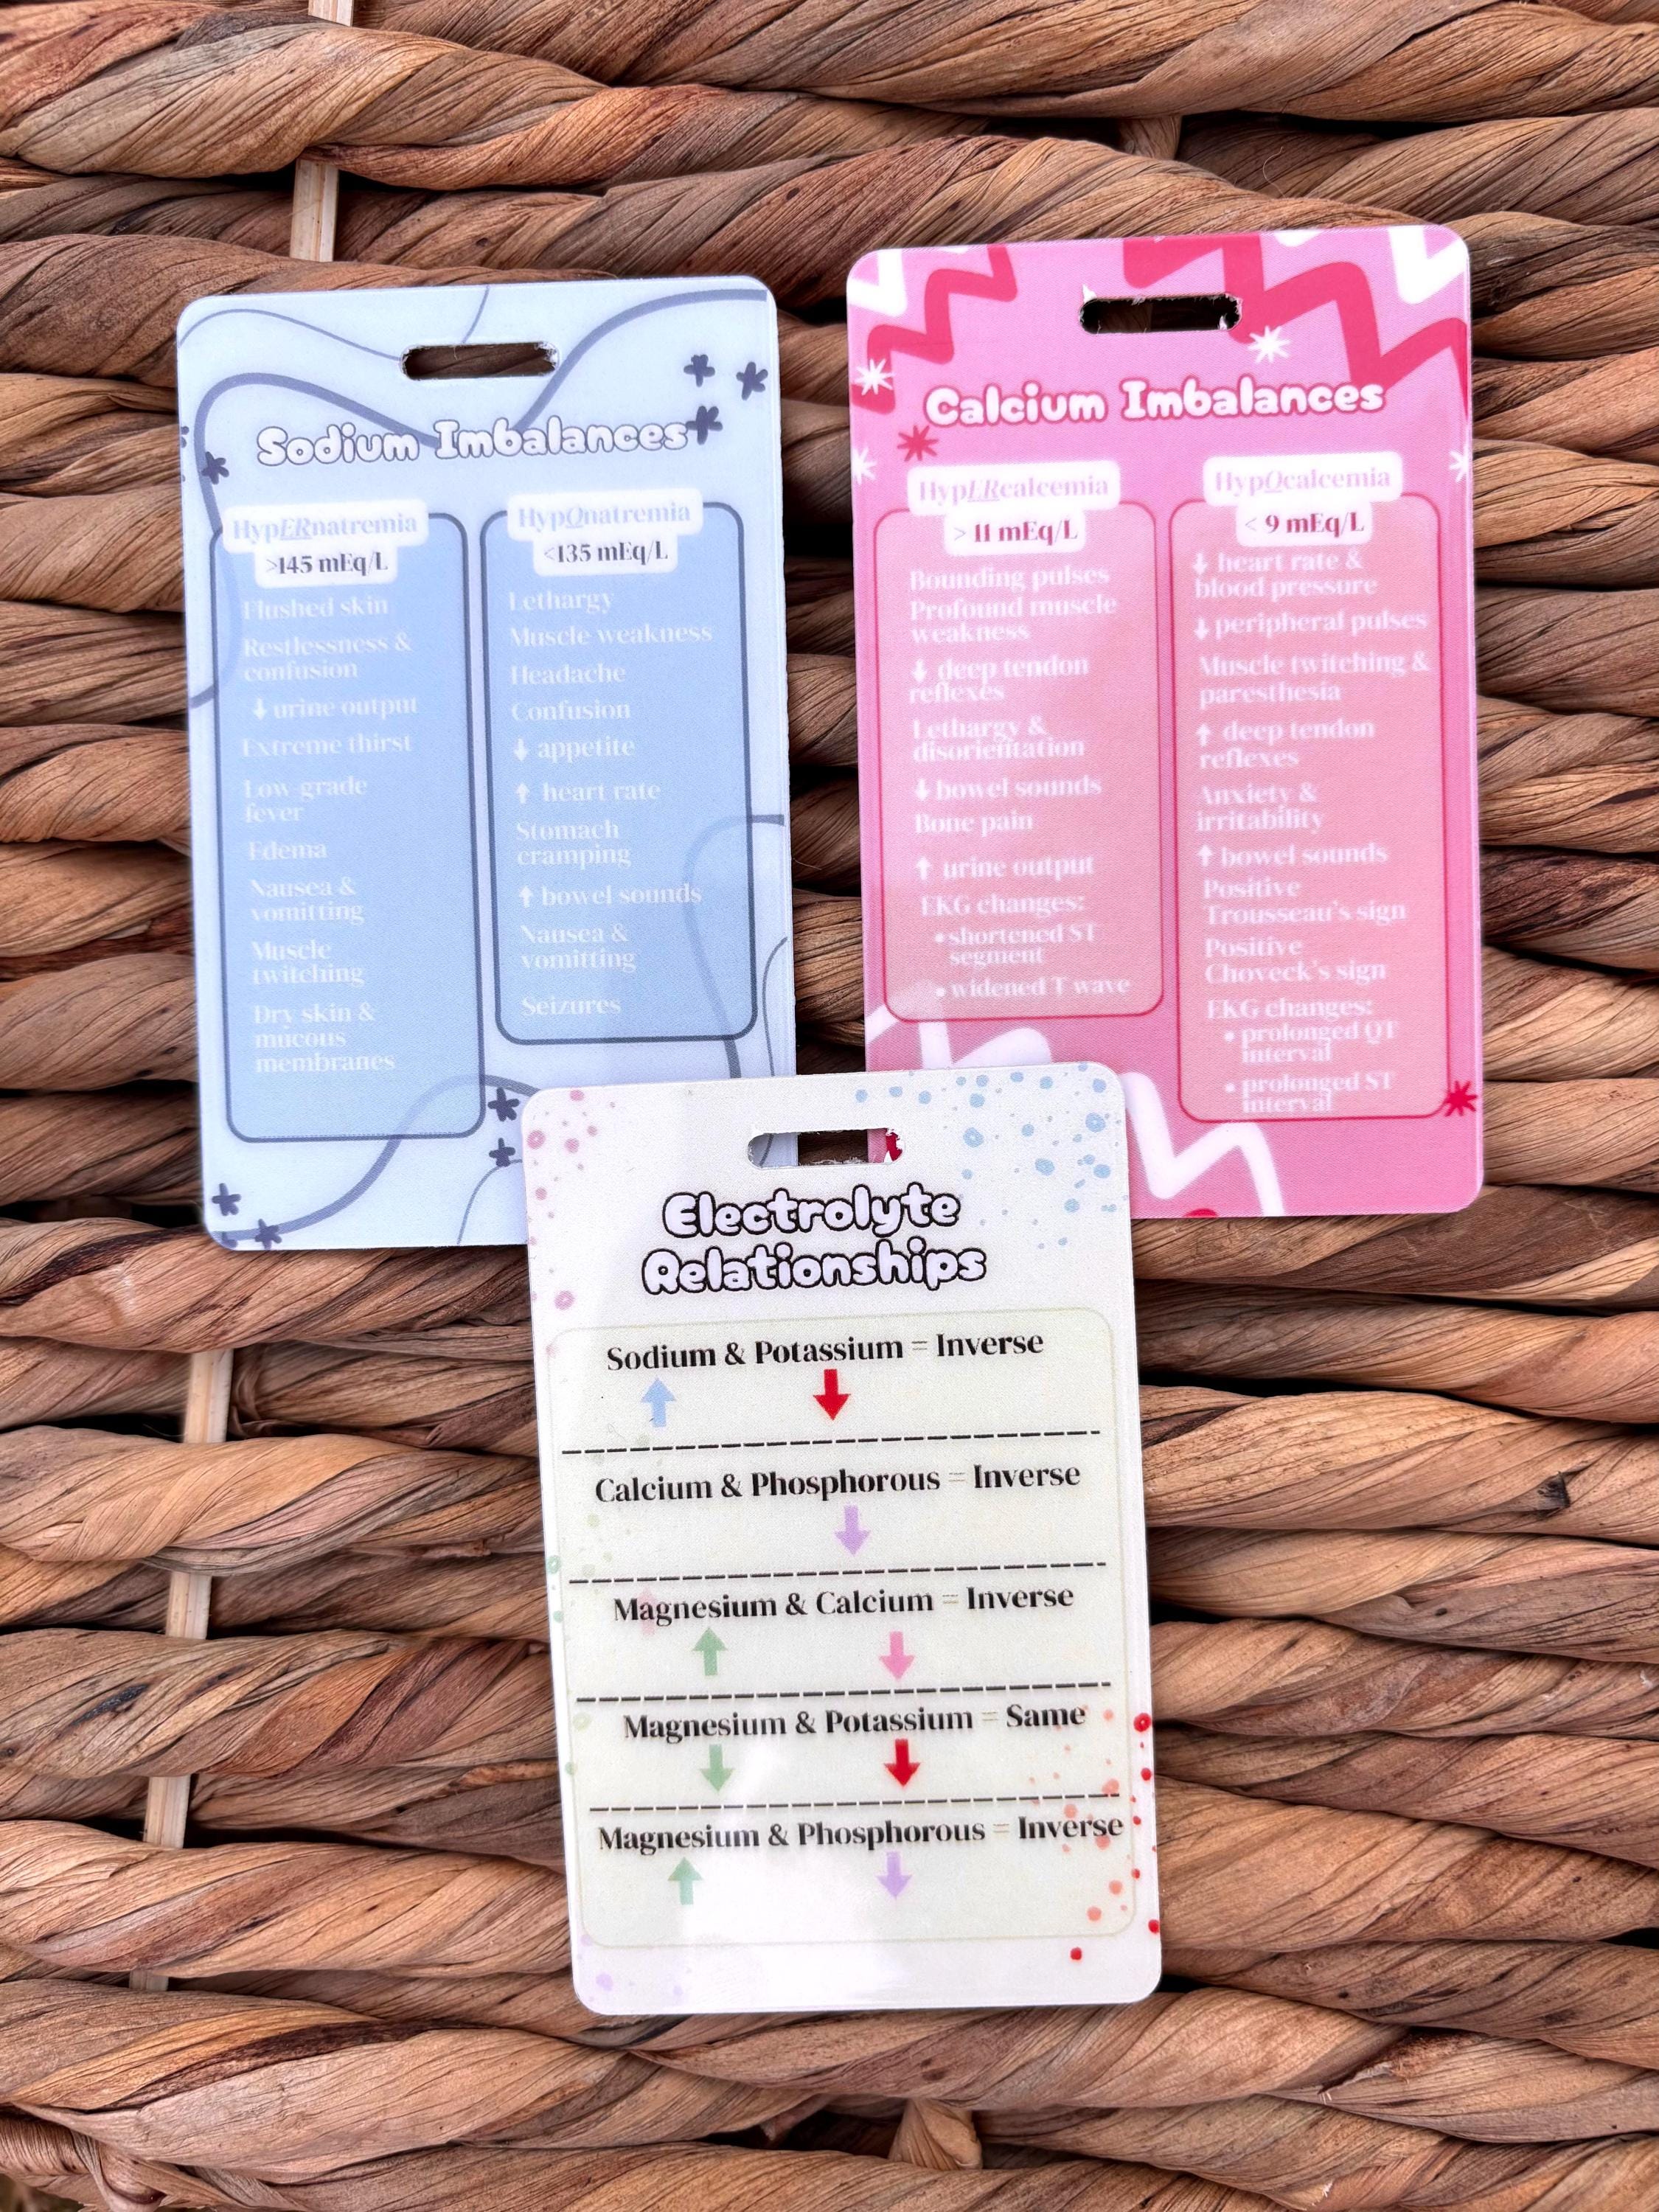 Sodium Imbalances
HypERnatremia
>145 mEq/L
Flushed skin
Restlessness &
confusion
↓ urine output
Extreme thirst
Low-grade
fever
Edema
Nausea &
vomitting
Muscle
twitching
Dry skin &
mucous
membranes
HypOnatremia
<135 mEq/L
Lethargy
Muscle weakness
Headache
Confusion
↓ appetite
↑ heart rate
Stomach
cramping
↑ bowel sounds
Nausea &
vomitting
Seizures
Calcium Imbalances
HypERcalcemia
> 11 mEq/L
Bounding pulses
Profound muscle
weakness
↓ deep tendon
reflexes
Lethargy &
disorientation
↓ bowel sounds
Bone pain
↑ urine output
EKG changes:
• shortened ST
segment
• widened T wave
HypOcalcemia
< 9 mEq/L
↓ heart rate &
blood pressure
↓ peripheral pulses
Muscle twitching &
paresthesia
↑ deep tendon
reflexes
Anxiety &
irritability
↑ bowel sounds
Positive
Trousseau's sign
Positive
Choveck's sign
EKG changes:
• prolonged QT
interval
• prolonged ST
interval
Electrolyte
Relationships
Sodium & Potassium = Inverse
↑ ↓
Calcium & Phosphorous = Inverse
↓
Magnesium & Calcium = Inverse
↑ ↓
Magnesium & Potassium = Same
↓ ↓
Magnesium & Phosphorous = Inverse
↑ ↓